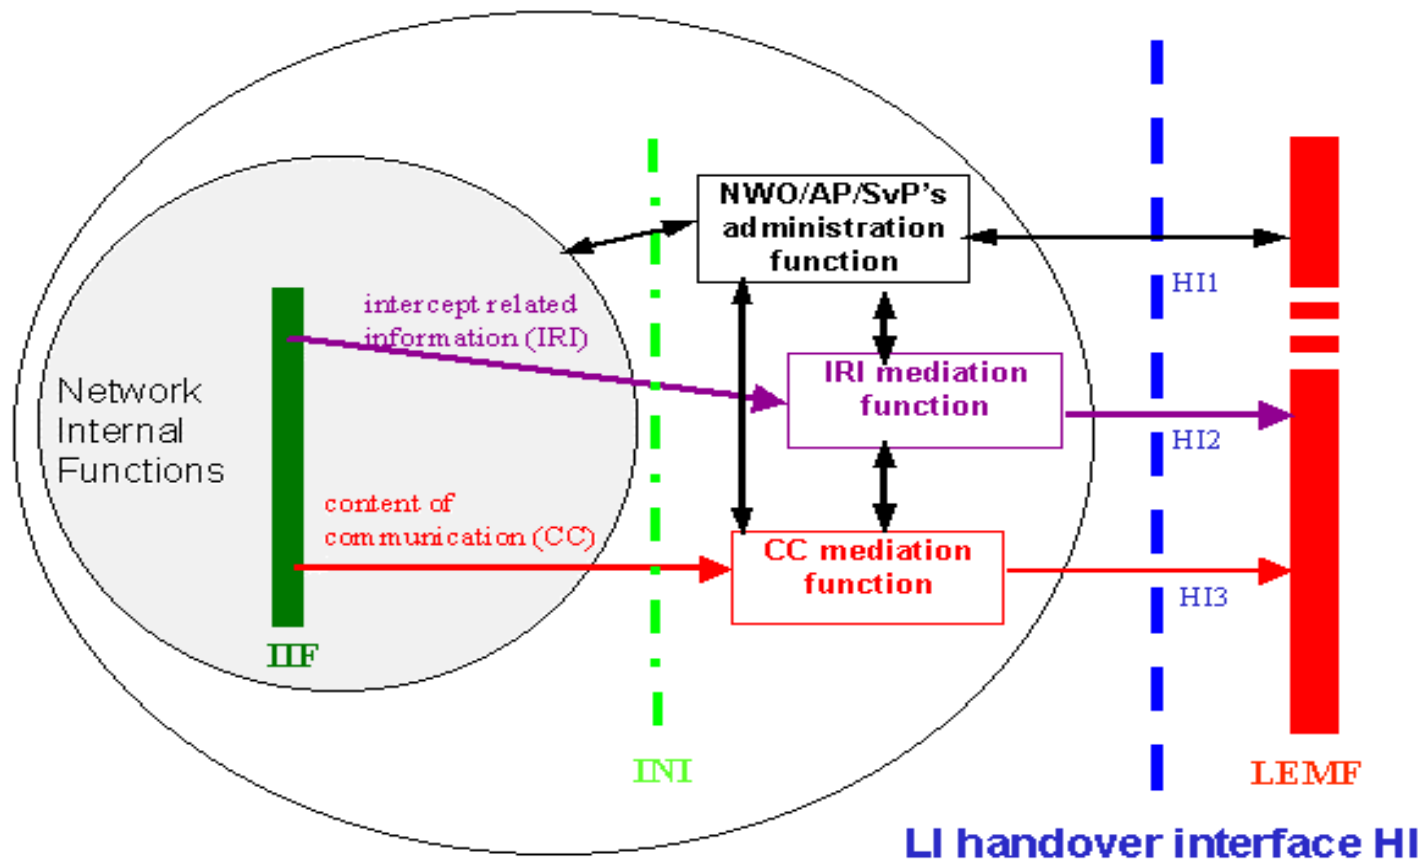 NWO/AP/SvP's
administration
function
HI1
intercept related
information (IRI)
IRI mediation
function
Network
Internal
Functions
HI2
content of
communication (CC)
CC mediation
function
HI3
IIF
INI
LEMF
LI handover interface HI